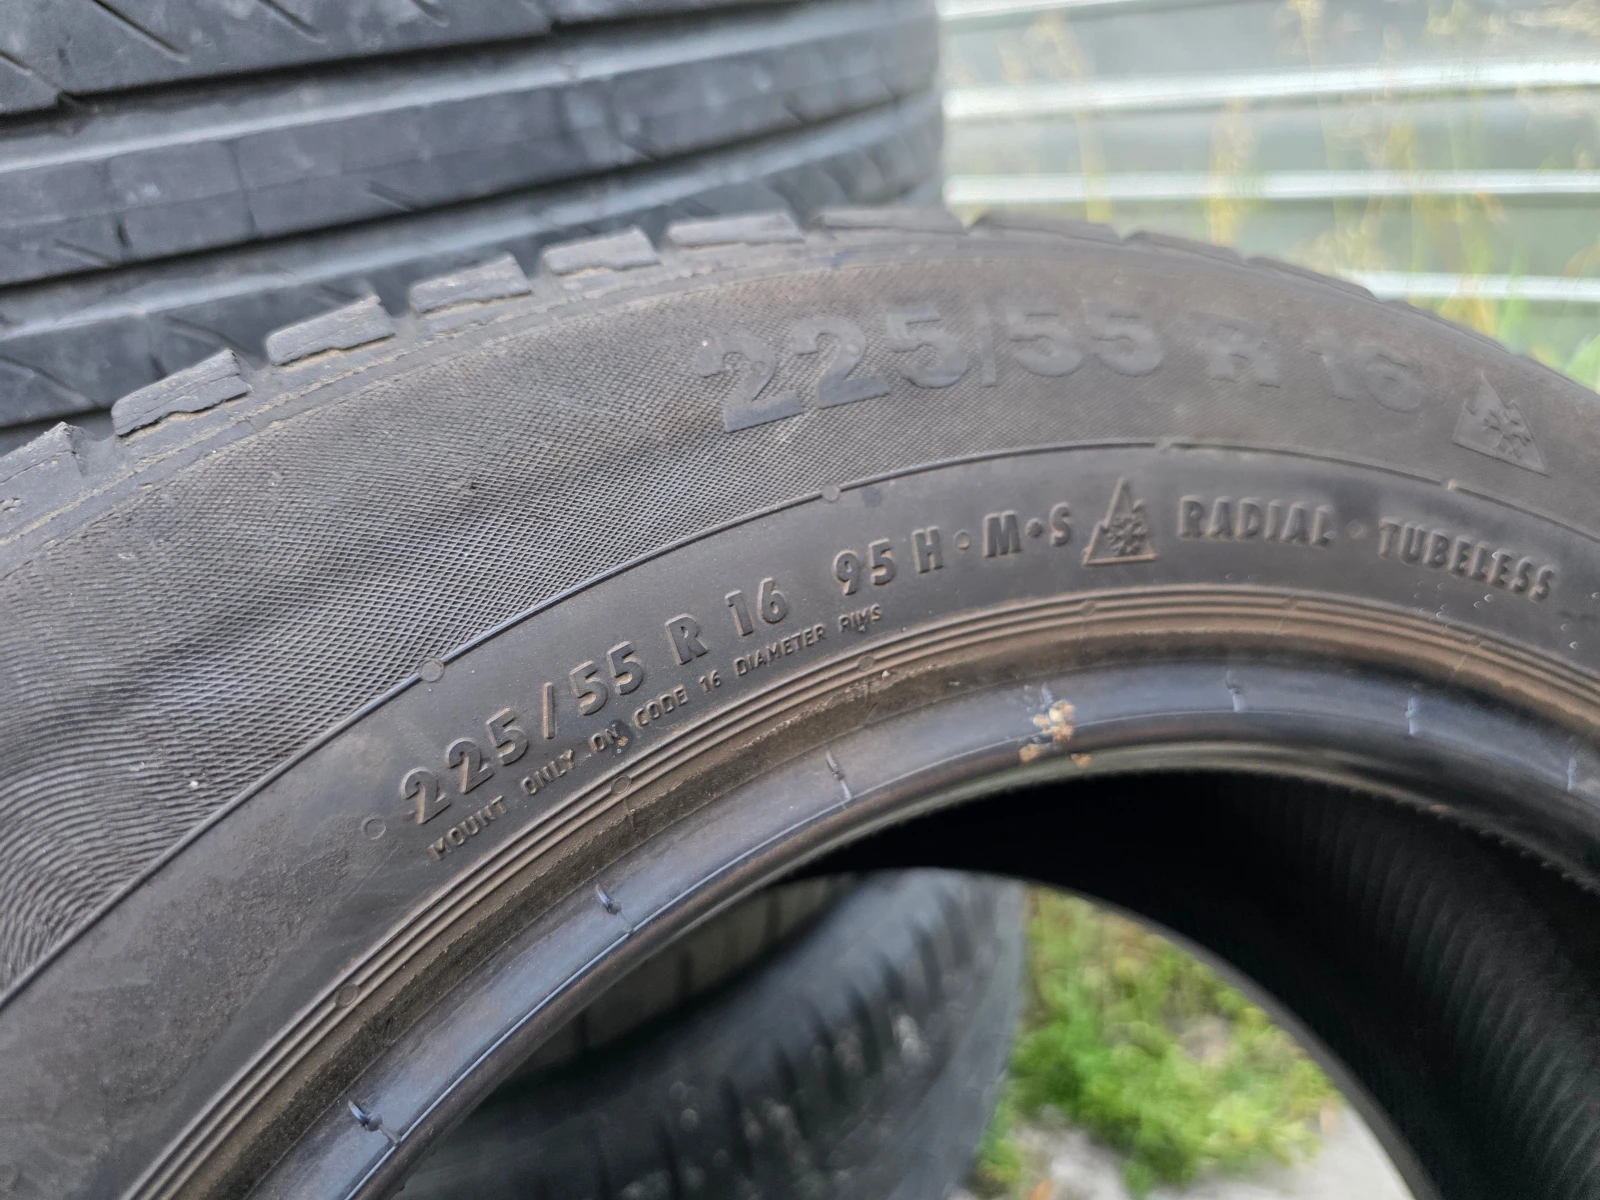 225/55 R 16
225/55 R 16 95 H · M·S RADIAL · TUBELESS
MOUNT ONLY ON CODE 16 DIAMETER RIMS